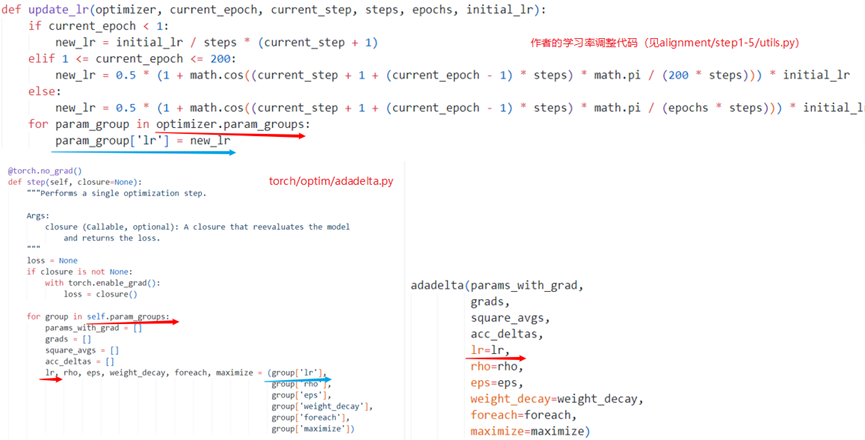 def update_lr(optimizer, current_epoch, current_step, steps, epochs, initial_lr):
    if current_epoch < 1:
        new_lr = initial_lr / steps * (current_step + 1)
作者的学习率调整代码（见alignment/step1-5/utils.py）
    elif 1 <= current_epoch <= 200:
        new_lr = 0.5 * (1 + math.cos((current_step + 1 + (current_epoch - 1) * steps) * math.pi / (200 * steps))) * initial_lr
    else:
        new_lr = 0.5 * (1 + math.cos((current_step + 1 + (current_epoch - 1) * steps) * math.pi / (epochs * steps))) * initial_l
    for param_group in optimizer.param_groups:
        param_group['lr'] = new_lr
@torch.no_grad()
def step(self, closure=None):
torch/optim/adadelta.py
    """Performs a single optimization step.
    Args:
        closure (Callable, optional): A closure that reevaluates the model
            and returns the loss.
    """
    loss = None
    if closure is not None:
        with torch.enable_grad():
            loss = closure()
    for group in self.param_groups:
        params_with_grad = []
        grads = []
        square_avgs = []
        acc_deltas = []
        lr, rho, eps, weight_decay, foreach, maximize = (group['lr'],
            group['rho'],
            group['eps'],
            group['weight_decay'],
            group['foreach'],
            group['maximize'])
adadelta(params_with_grad,
         grads,
         square_avgs,
         acc_deltas,
         lr=lr,
         rho=rho,
         eps=eps,
         weight_decay=weight_decay,
         foreach=foreach,
         maximize=maximize)